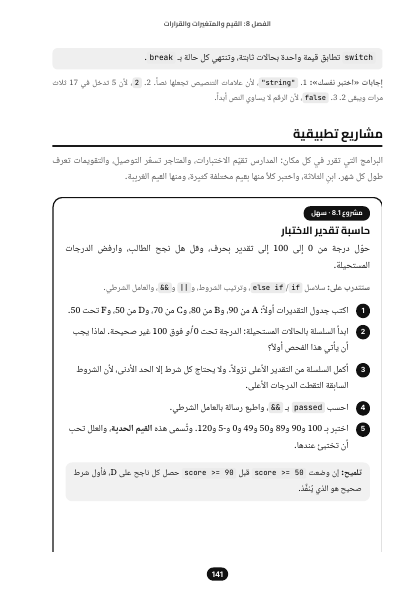 الفصل 8: القيم والمتغيرات والقرارات
switch تطابق قيمة واحدة بحالات ثابتة، وتنتهي كل حالة بـ break .
إجابات «اختبر نفسك»: 1. "string"، لأن علامات التنصيص تجعلها نصاً. 2. 2، لأن 5 تدخل في 17 ثلاث
مرات ويبقى 2. 3. false، لأن الرقم لا يساوي النص أبداً.
مشاريع تطبيقية
البرامج التي تقرر في كل مكان: المدارس تقيّم الاختبارات، والمتاجر تسعّر التوصيل، والتقويمات تعرف
طول كل شهر. ابنِ الثلاثة، واختبر كلاً منها بقيم مختلفة كثيرة، ومنها القيم الغريبة.
مشروع 8.1 · سهل
حاسبة تقدير الاختبار
حوّل درجة من 0 إلى 100 إلى تقدير بحرف، وقل هل نجح الطالب، وارفض الدرجات
المستحيلة.
ستتدرب على: سلاسل if / else if، وترتيب الشروط، و || و &&، والعامل الشرطي.
1 اكتب جدول التقديرات أولاً: A من 90، وB من 80، وC من 70، وD من 50، وF تحت 50.
2 ابدأ السلسلة بالحالات المستحيلة: الدرجة تحت 0 أو فوق 100 غير صحيحة. لماذا يجب
أن يأتي هذا الفحص أولاً؟
3 أكمل السلسلة من التقدير الأعلى نزولاً. ولا يحتاج كل شرط إلا الحد الأدنى، لأن الشروط
السابقة التقطت الدرجات الأعلى.
4 احسب passed بـ &&، واطبع رسالة بالعامل الشرطي.
5 اختبر بـ 100 و90 و89 و50 و49 و0 و-5 و120. وتُسمى هذه القيم الحدية، والعلل تحب
أن تختبئ عندها.
تلميح: إن وضعت score >= 50 قبل score >= 90 حصل كل ناجح على D، فأول شرط
صحيح هو الذي يُنفَّذ.
141